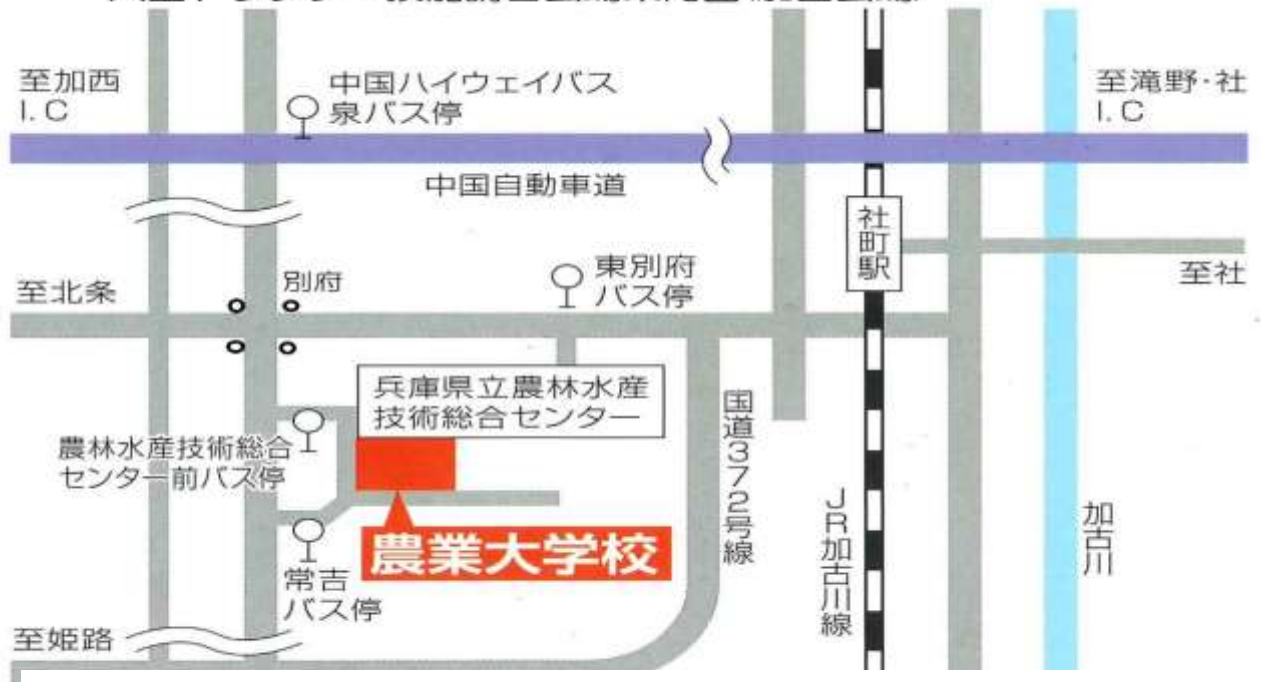 至加西
I.C
中国ハイウェイバス
泉バス停
至滝野・社
I.C
中国自動車道
社町駅
至社
東別府
バス停
別府
至北条
兵庫県立農林水産
技術総合センター
農林水産技術総合
センター前バス停
国道372号線
JR加古川線
加古川
農業大学校
常吉
バス停
至姫路